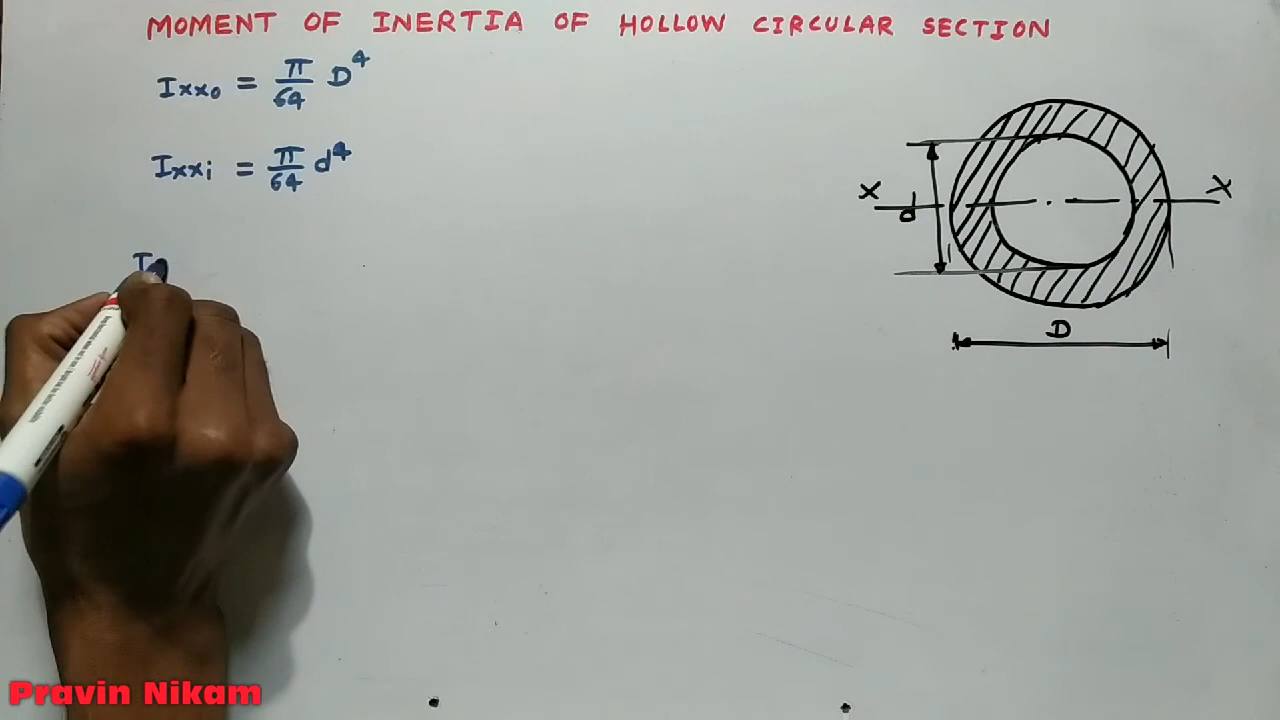 MOMENT OF INERTIA OF HOLLOW CIRCULAR SECTION
Ixxo = π/64 D⁴
Ixxi = π/64 d⁴
I
X X
d
D
Pravin Nikam